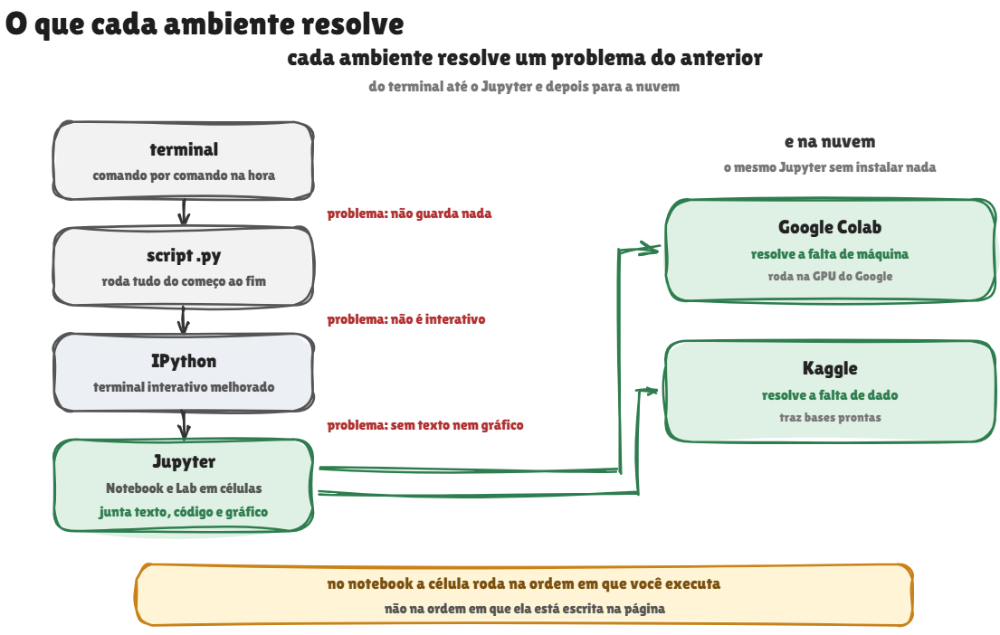 O que cada ambiente resolve
cada ambiente resolve um problema do anterior
do terminal até o Jupyter e depois para a nuvem
terminal
comando por comando na hora
problema: não guarda nada
script .py
roda tudo do começo ao fim
problema: não é interativo
IPython
terminal interativo melhorado
problema: sem texto nem gráfico
Jupyter
Notebook e Lab em células
junta texto, código e gráfico
e na nuvem
o mesmo Jupyter sem instalar nada
Google Colab
resolve a falta de máquina
roda na GPU do Google
Kaggle
resolve a falta de dado
traz bases prontas
no notebook a célula roda na ordem em que você executa
não na ordem em que ela está escrita na página